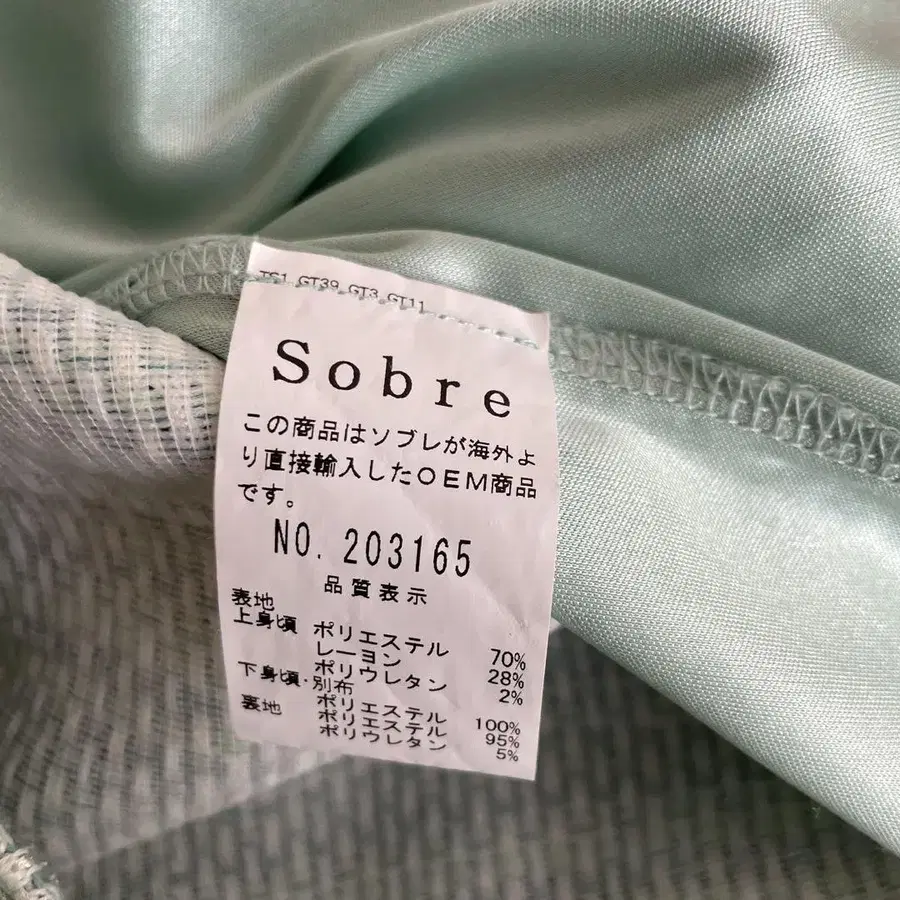 TS1 GT39 GT3 GT11
Sobre
この商品はソブレが海外よ
り直接輸入したOEM商品
です。
NO. 203165
品質表示
表地
上身頃 ポリエステル 70%
レーヨン 28%
ポリウレタン 2%
下身頃・別布
ポリエステル 100%
裏地 ポリエステル 95%
ポリウレタン 5%